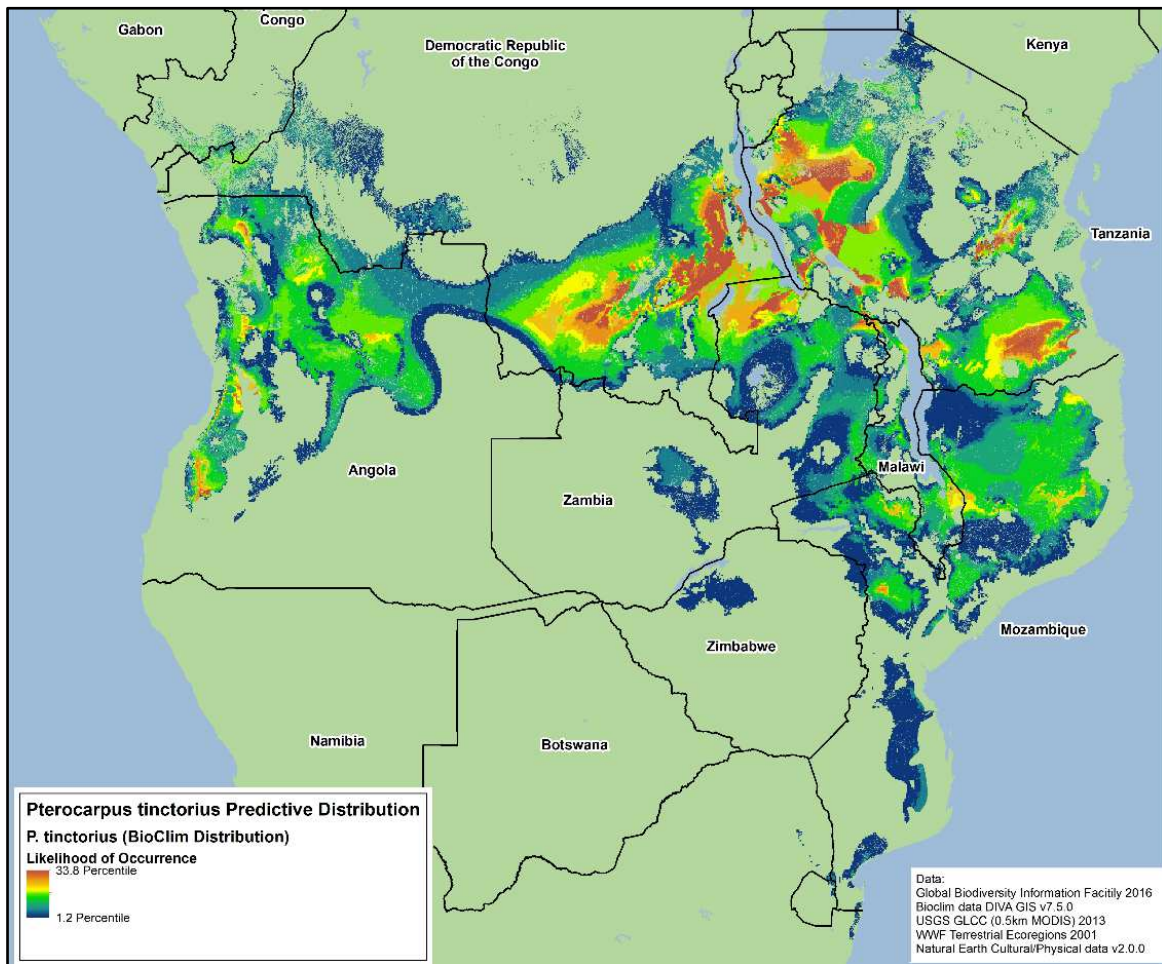 Gabon
Congo
Democratic Republic
of the Congo
Kenya
Tanzania
Angola
Zambia
Malawi
Zimbabwe
Mozambique
Namibia
Botswana
Pterocarpus tinctorius Predictive Distribution
P. tinctorius (BioClim Distribution)
Likelihood of Occurrence
33.8 Percentile
1.2 Percentile
Data:
Global Biodiversity Information Facitily 2016
Bioclim data DIVA GIS v7.5.0
USGS GLCC (0.5km MODIS) 2013
WWF Terrestrial Ecoregions 2001
Natural Earth Cultural/Physical data v2.0.0